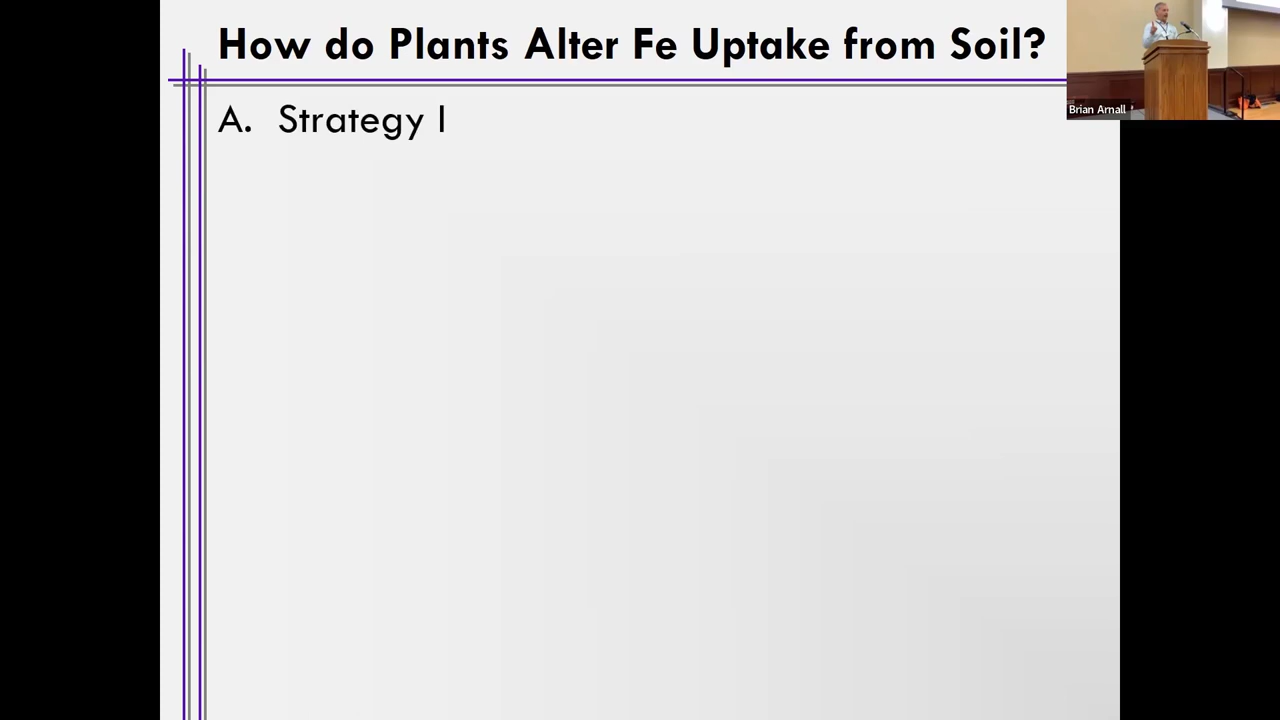 How do Plants Alter Fe Uptake from Soil?
A. Strategy I
Brian Arnall